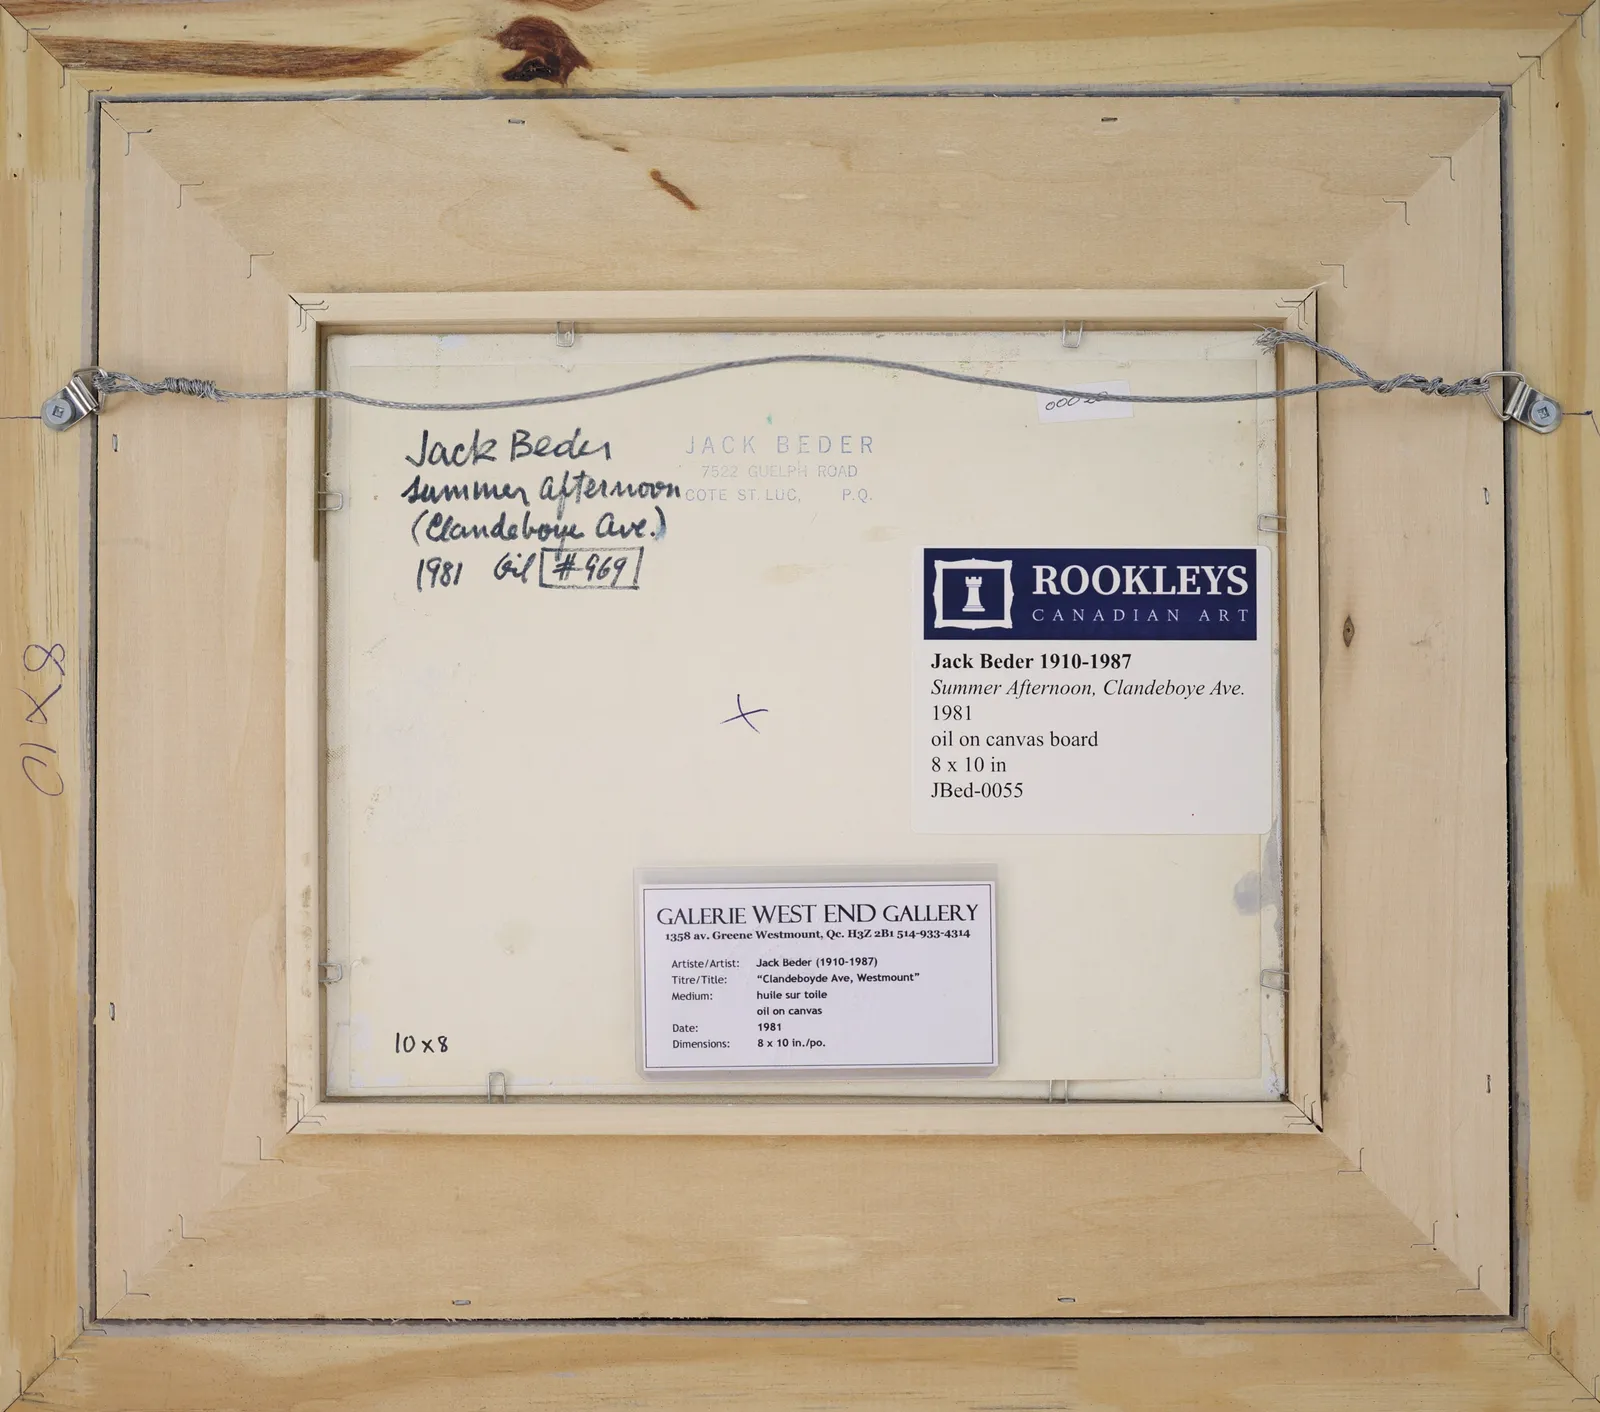 Jack Beder
Summer Afternoon
(Clandeboye Ave.)
1981 Oil #969
JACK BEDER
7522 GUELPH ROAD
COTE ST. LUC, P.Q.
ROOKLEYS
CANADIAN ART
Jack Beder 1910-1987
Summer Afternoon, Clandeboye Ave.
1981
oil on canvas board
8 x 10 in
JBed-0055
8X10
X
GALERIE WEST END GALLERY
1358 av. Greene Westmount, Qc. H3Z 2B1 514-933-4314
Artiste/Artist: Jack Beder (1910-1987)
Titre/Title: “Clandeboyde Ave, Westmount”
Medium: huile sur toile
oil on canvas
Date: 1981
Dimensions: 8 x 10 in./po.
10 x 8